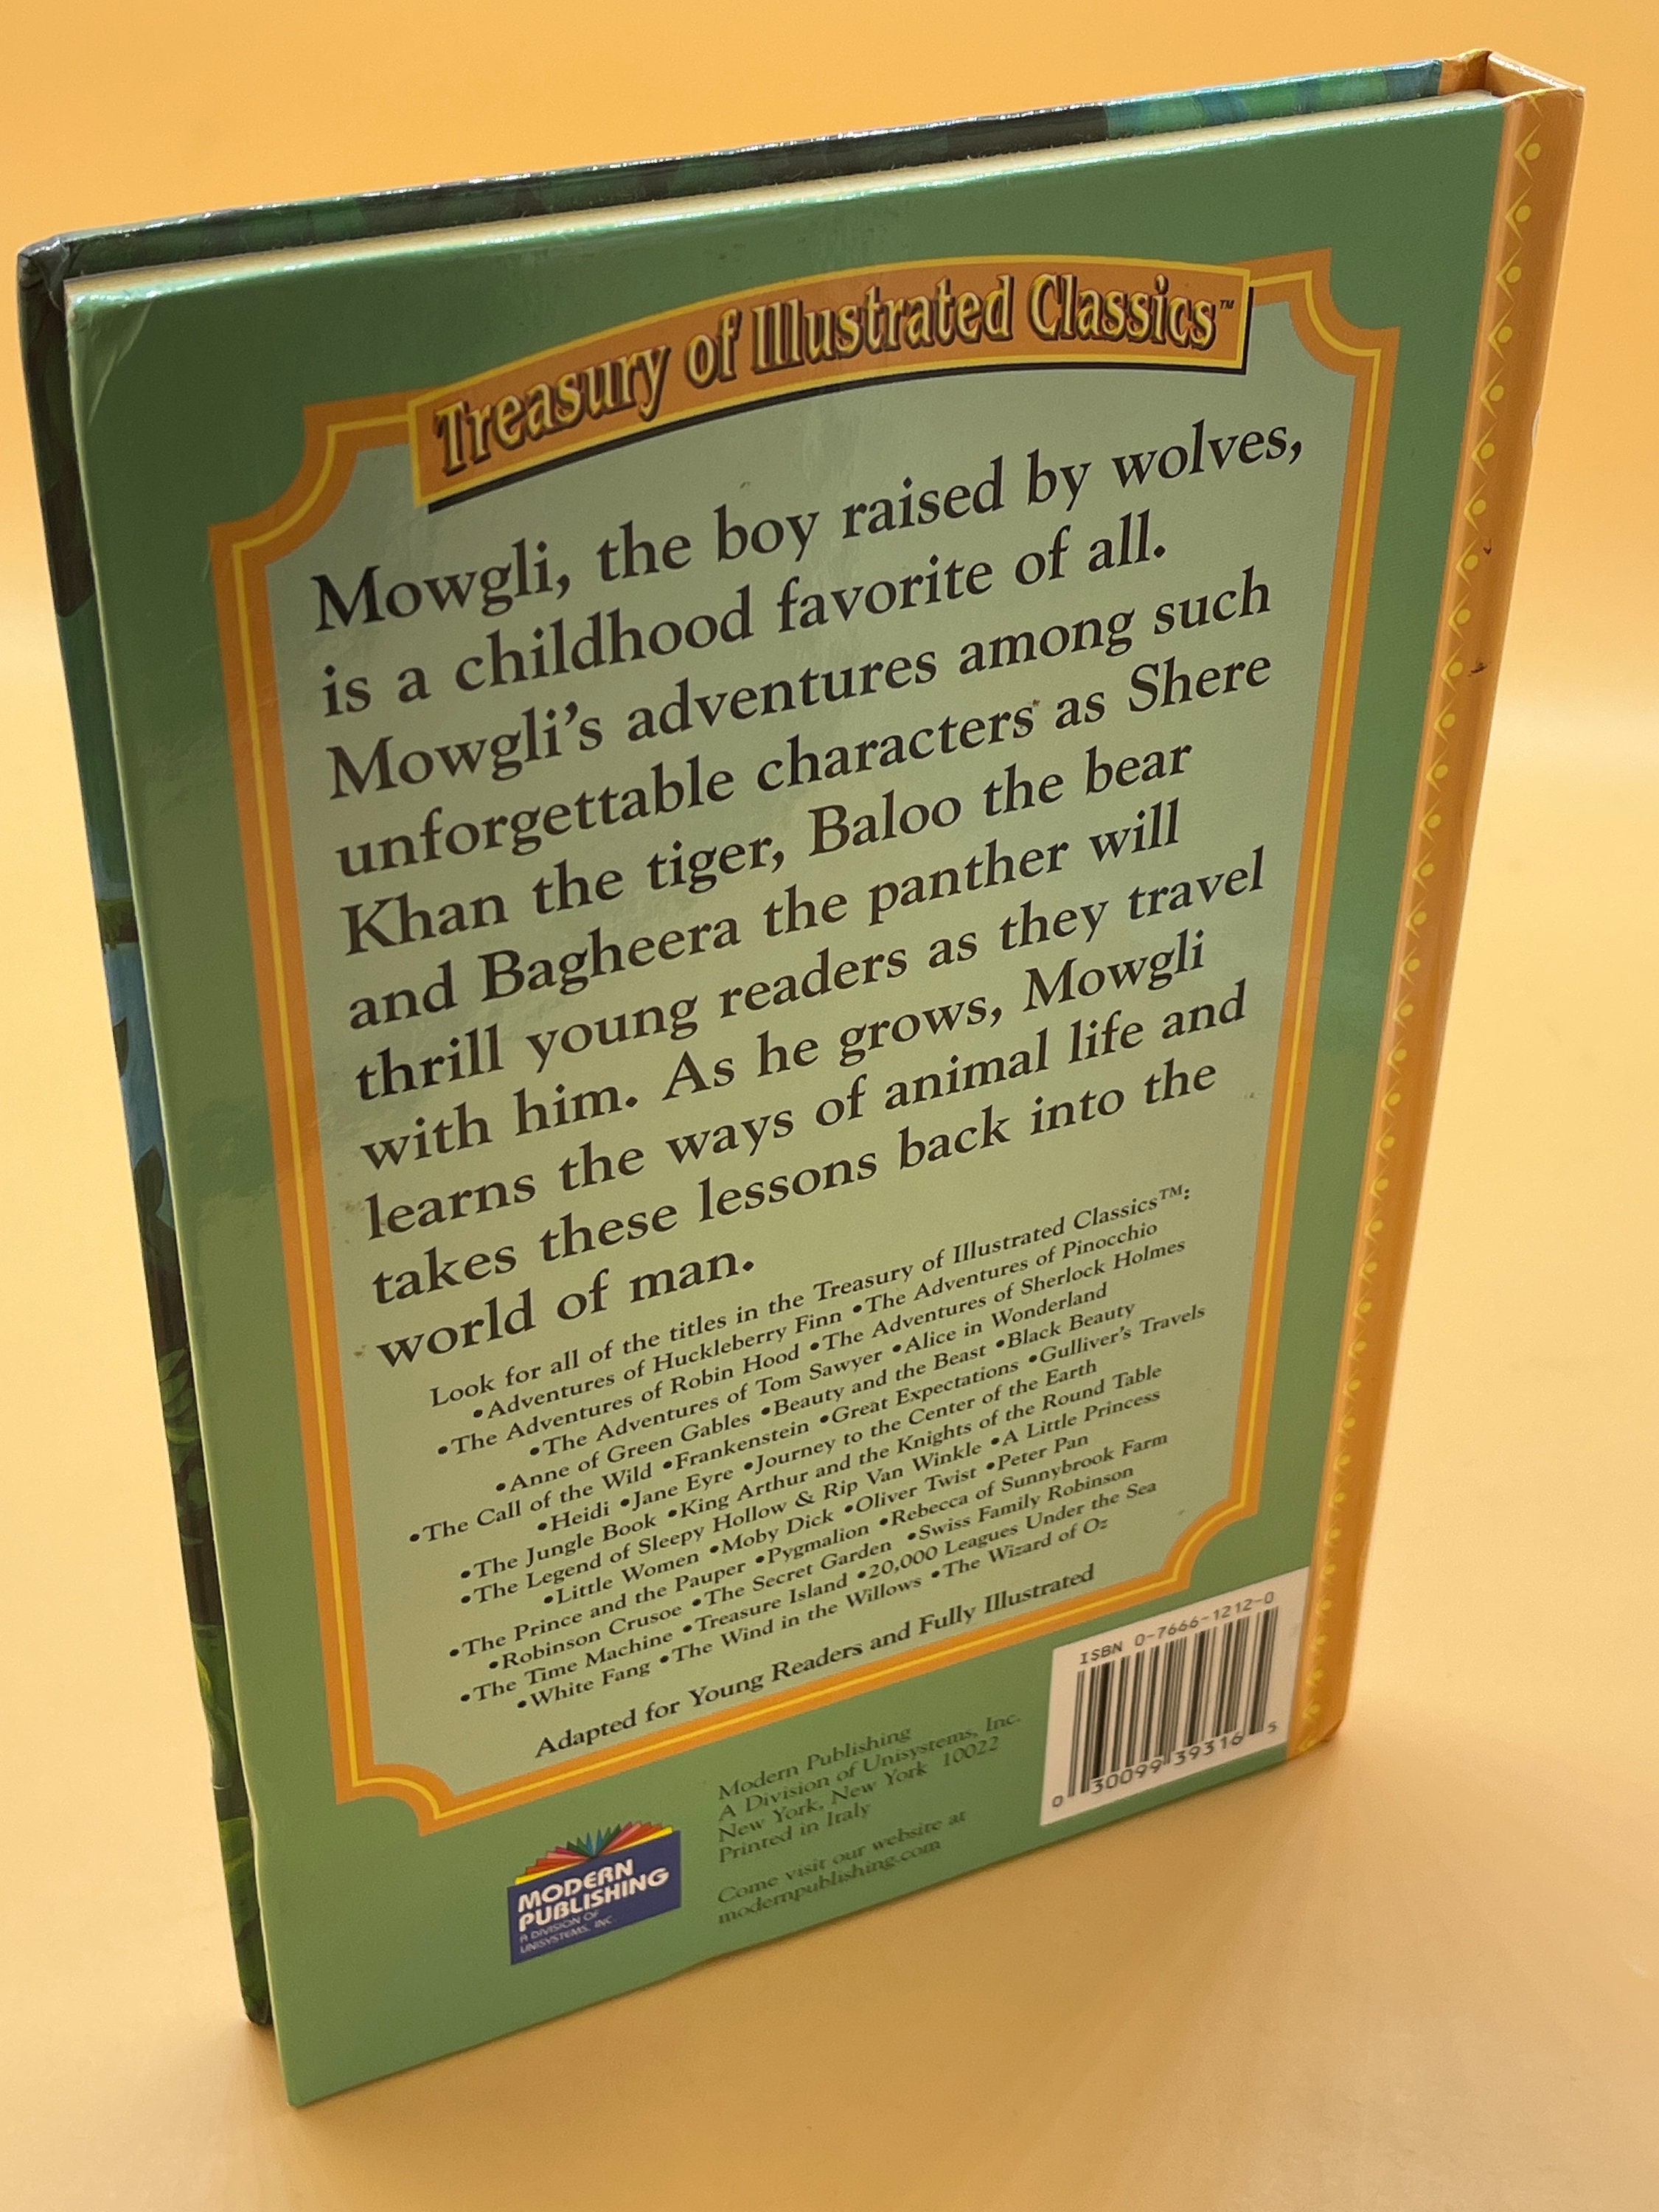 Treasury of Illustrated Classics™
Mowgli, the boy raised by wolves,
is a childhood favorite of all.
Mowgli's adventures among such
unforgettable characters as Shere
Khan the tiger, Baloo the bear
and Bagheera the panther will
thrill young readers as they travel
with him. As he grows, Mowgli
learns the ways of animal life and
takes these lessons back into the
world of man.
Look for all of the titles in the Treasury of Illustrated Classics™:
•Adventures of Huckleberry Finn •The Adventures of Pinocchio
•The Adventures of Robin Hood •The Adventures of Sherlock Holmes
•The Adventures of Tom Sawyer •Alice in Wonderland
•Anne of Green Gables •Beauty and the Beast •Black Beauty
•The Call of the Wild •Frankenstein •Great Expectations •Gulliver's Travels
•Heidi •Jane Eyre •Journey to the Center of the Earth
•The Jungle Book •King Arthur and the Knights of the Round Table
•The Legend of Sleepy Hollow & Rip Van Winkle •A Little Princess
•Little Women •Moby Dick •Oliver Twist •Peter Pan
•The Prince and the Pauper •Pygmalion •Rebecca of Sunnybrook Farm
•Robinson Crusoe •The Secret Garden •Swiss Family Robinson
•The Time Machine •Treasure Island •20,000 Leagues Under the Sea
•White Fang •The Wind in the Willows •The Wizard of Oz
Adapted for Young Readers and Fully Illustrated
MODERN
PUBLISHING
A DIVISION OF
UNISYSTEMS, INC.
Modern Publishing
A Division of Unisystems, Inc.
New York, New York 10022
Printed in Italy
Come visit our website at
modernpublishing.com
ISBN 0-7666-1212-0
0 30099 39316 5